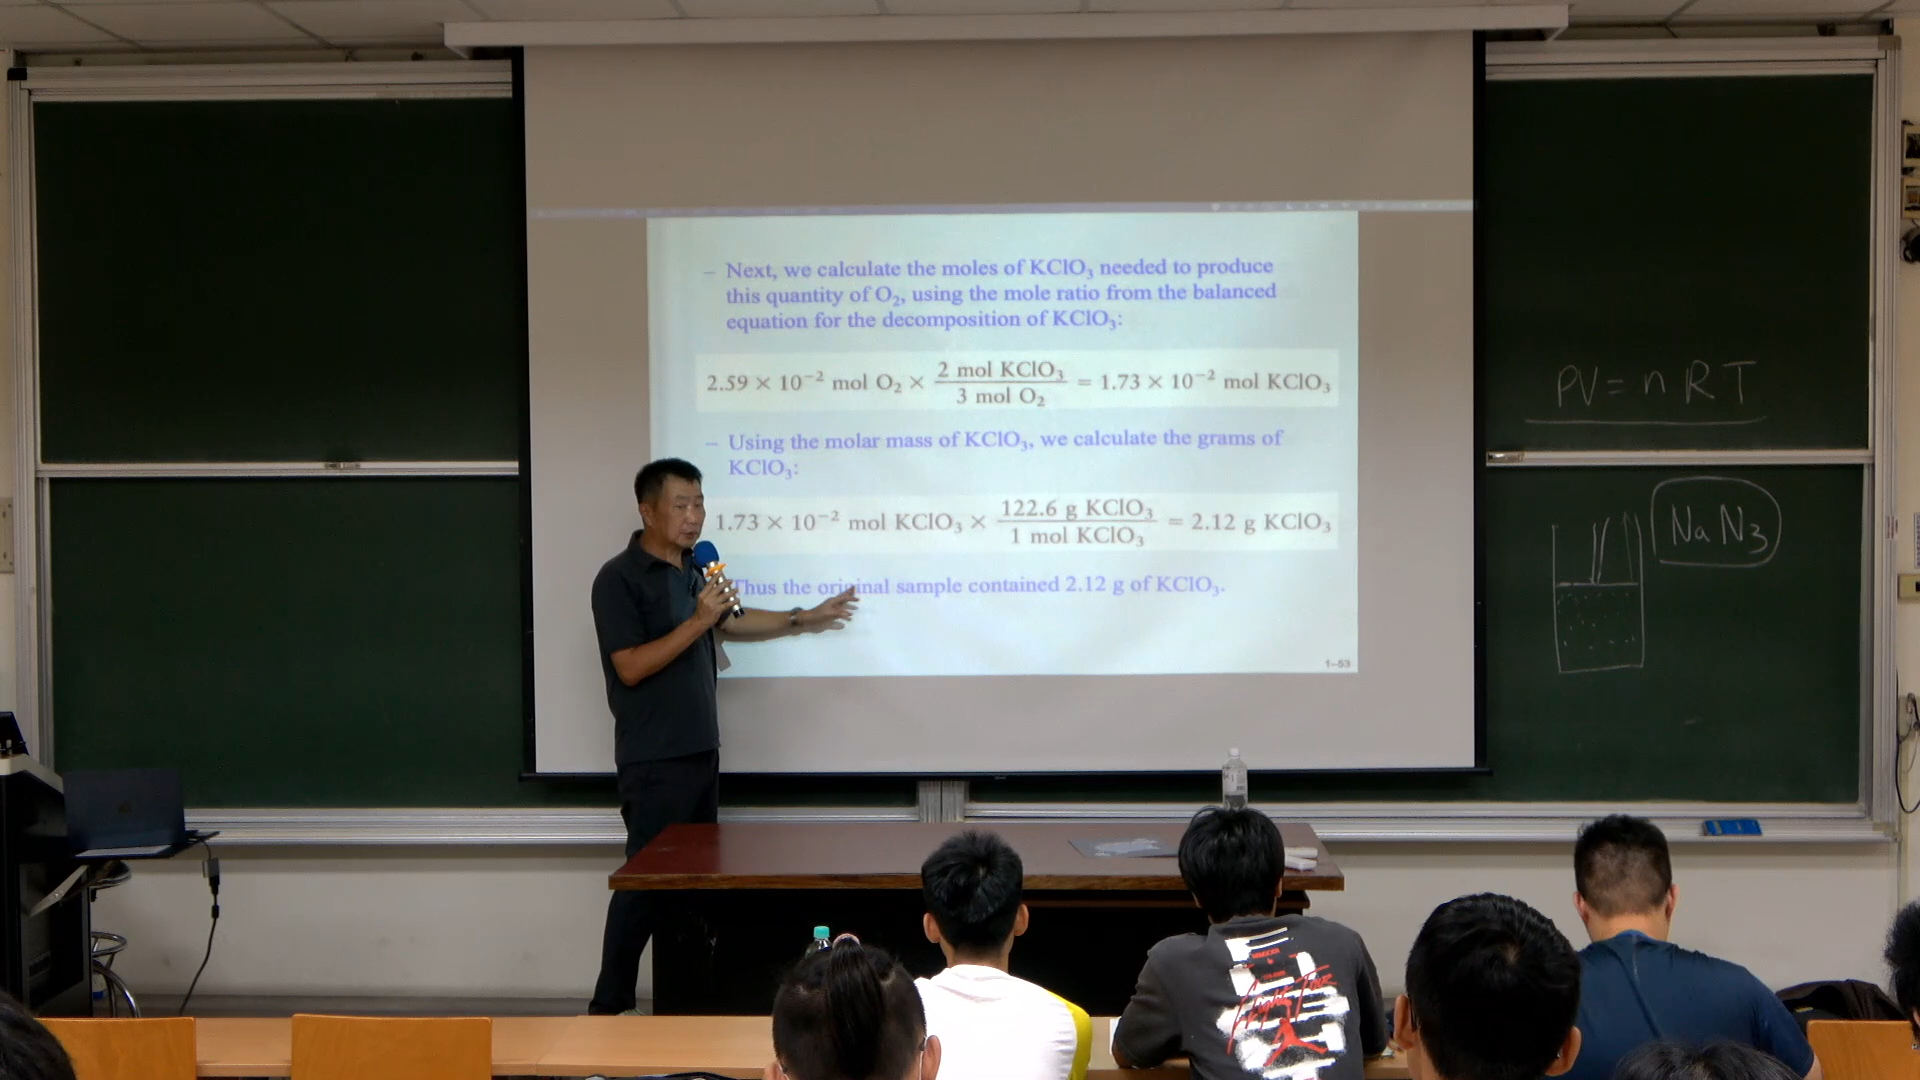 – Next, we calculate the moles of KClO₃ needed to produce
this quantity of O₂, using the mole ratio from the balanced
equation for the decomposition of KClO₃:
2.59 × 10⁻² mol O₂ × 2 mol KClO₃ / 3 mol O₂ = 1.73 × 10⁻² mol KClO₃
– Using the molar mass of KClO₃, we calculate the grams of
KClO₃:
1.73 × 10⁻² mol KClO₃ × 122.6 g KClO₃ / 1 mol KClO₃ = 2.12 g KClO₃
Thus the original sample contained 2.12 g of KClO₃.
1–53
PV = nRT
NaN₃